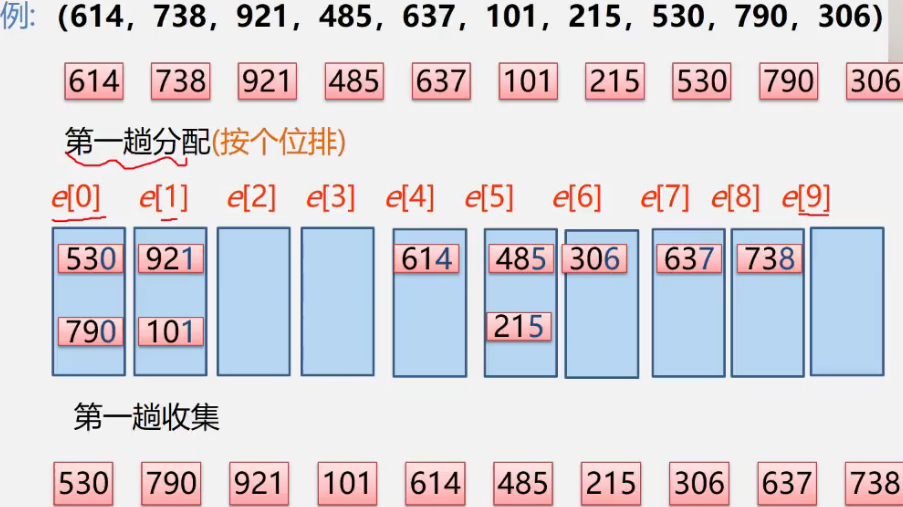 例: (614, 738, 921, 485, 637, 101, 215, 530, 790, 306)
614 738 921 485 637 101 215 530 790 306
第一趟分配(按个位排)
e[0] e[1] e[2] e[3] e[4] e[5] e[6] e[7] e[8] e[9]
530 921 614 485 306 637 738
790 101 215
第一趟收集
530 790 921 101 614 485 215 306 637 738